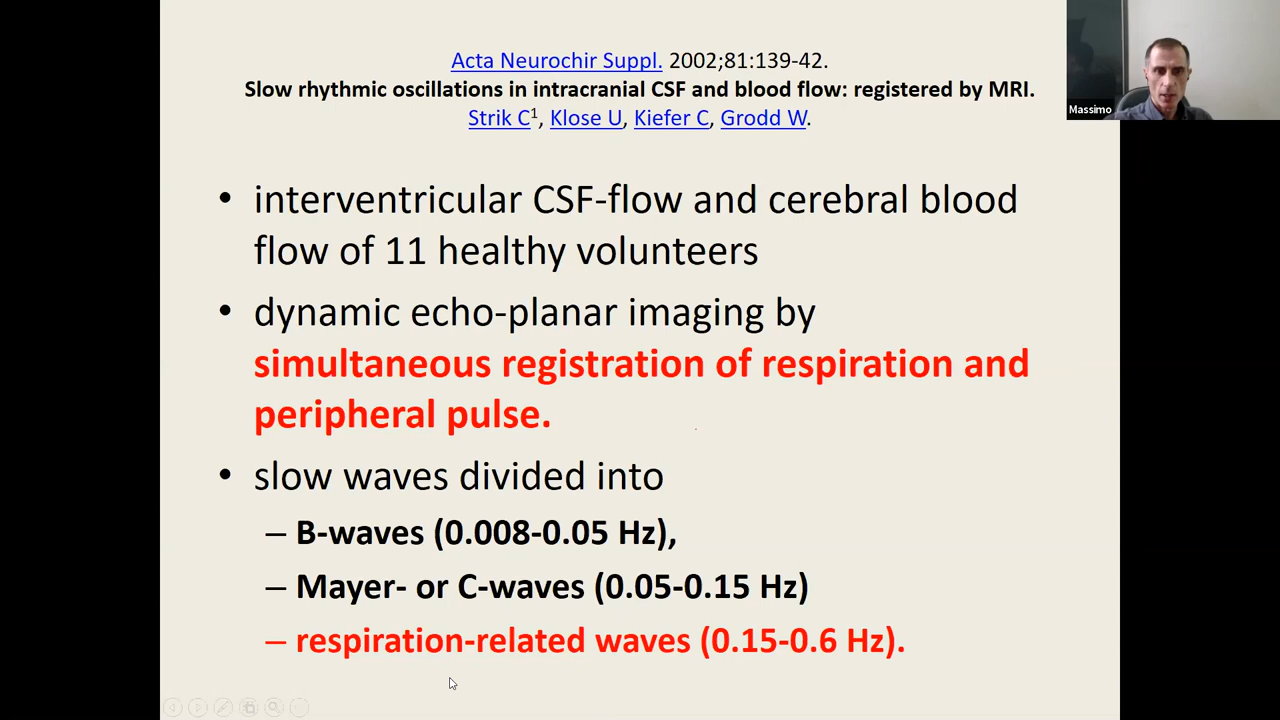 Acta Neurochir Suppl. 2002;81:139-42.
Slow rhythmic oscillations in intracranial CSF and blood flow: registered by MRI.
Strik C1, Klose U, Kiefer C, Grodd W.
• interventricular CSF-flow and cerebral blood
flow of 11 healthy volunteers
• dynamic echo-planar imaging by
simultaneous registration of respiration and
peripheral pulse.
• slow waves divided into
– B-waves (0.008-0.05 Hz),
– Mayer- or C-waves (0.05-0.15 Hz)
– respiration-related waves (0.15-0.6 Hz).
Massimo